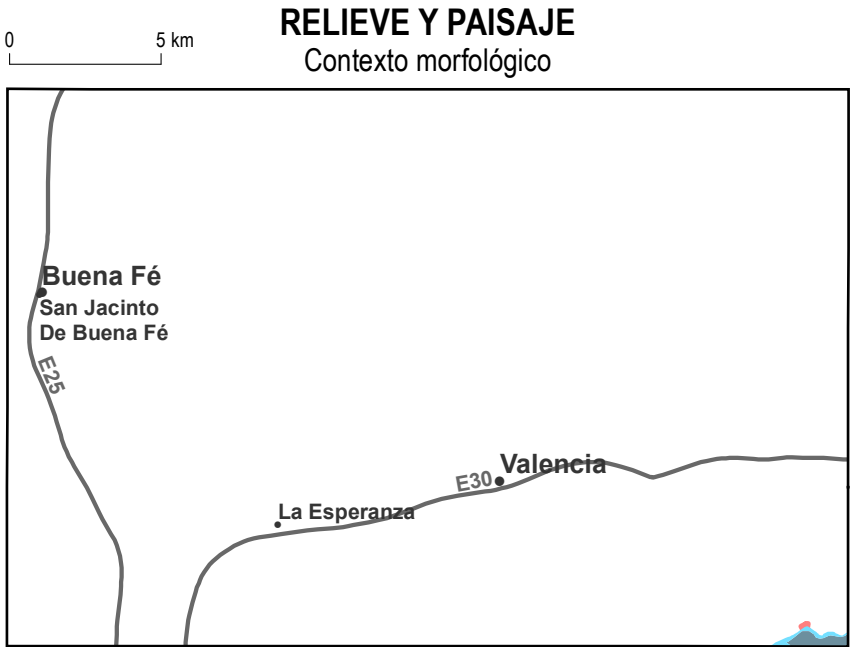 RELIEVE Y PAISAJE
Contexto morfológico
0 5 km
Buena Fé
San Jacinto
De Buena Fé
E25
Valencia
E30
La Esperanza